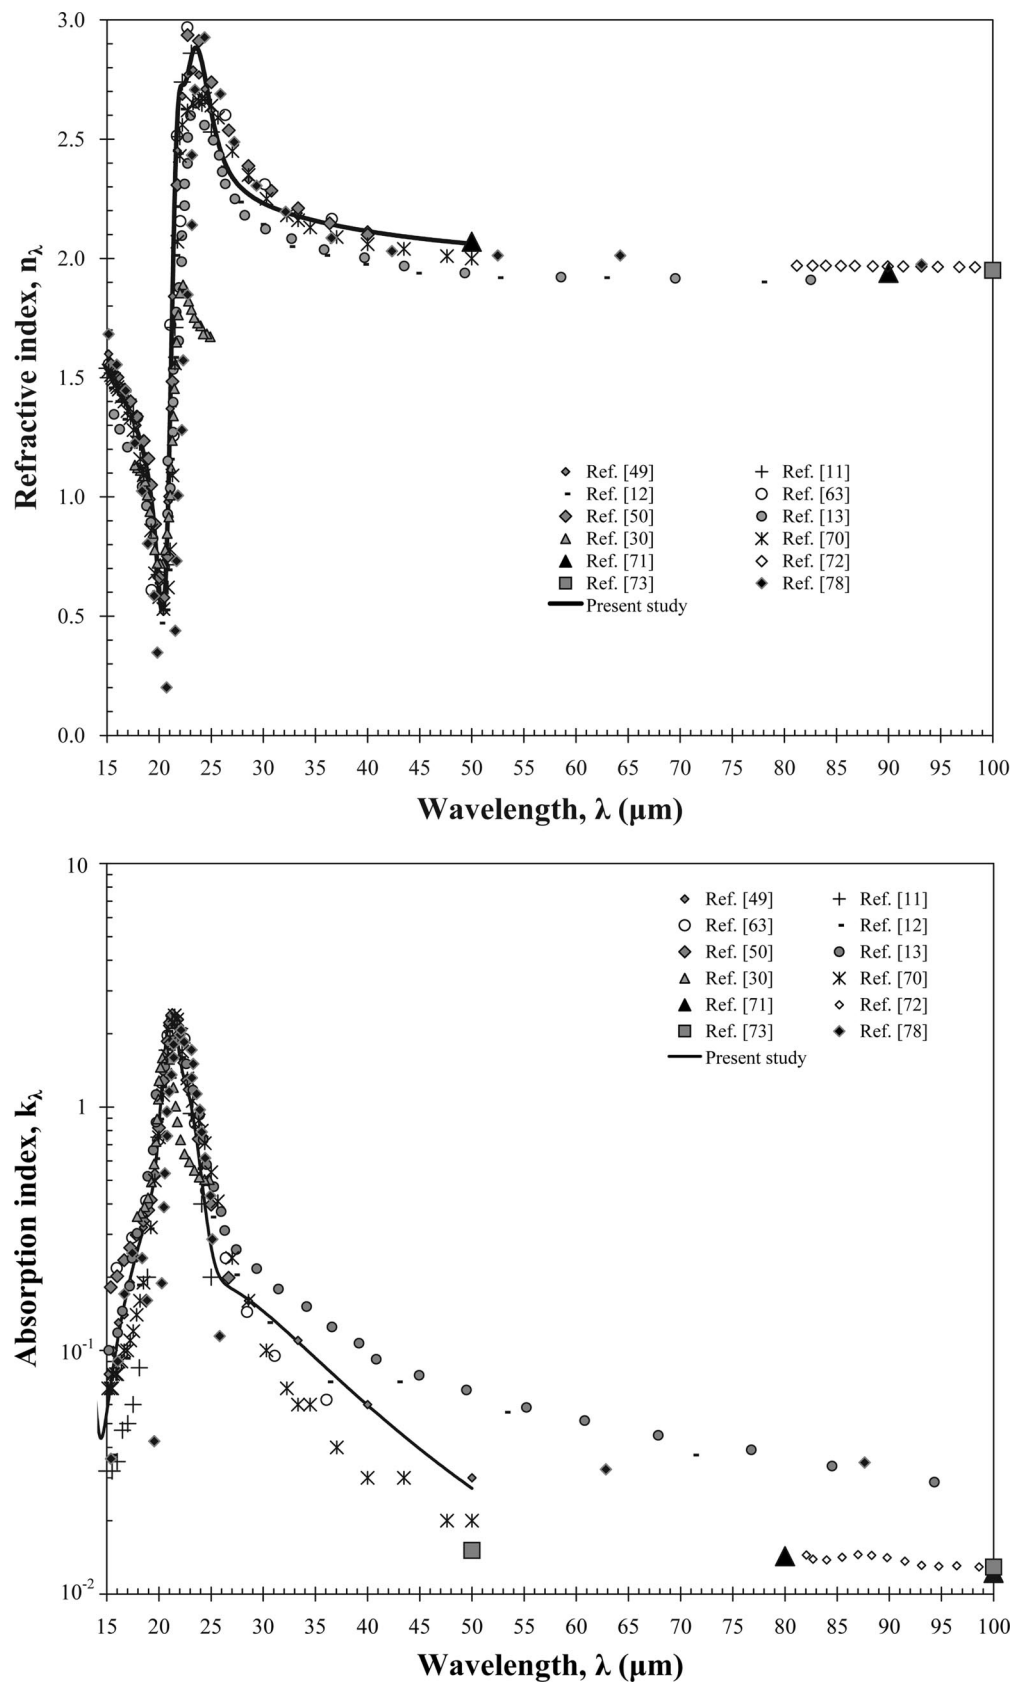 3.0
2.5
2.0
1.5
1.0
0.5
0.0
Refractive index, nλ
Ref. [49] Ref. [11]
Ref. [12] Ref. [63]
Ref. [50] Ref. [13]
Ref. [30] Ref. [70]
Ref. [71] Ref. [72]
Ref. [73] Ref. [78]
Present study
15 20 25 30 35 40 45 50 55 60 65 70 75 80 85 90 95 100
Wavelength, λ (μm)
10
1
10-1
10-2
Absorption index, kλ
Ref. [49] Ref. [11]
Ref. [63] Ref. [12]
Ref. [50] Ref. [13]
Ref. [30] Ref. [70]
Ref. [71] Ref. [72]
Ref. [73] Ref. [78]
Present study
15 20 25 30 35 40 45 50 55 60 65 70 75 80 85 90 95 100
Wavelength, λ (μm)